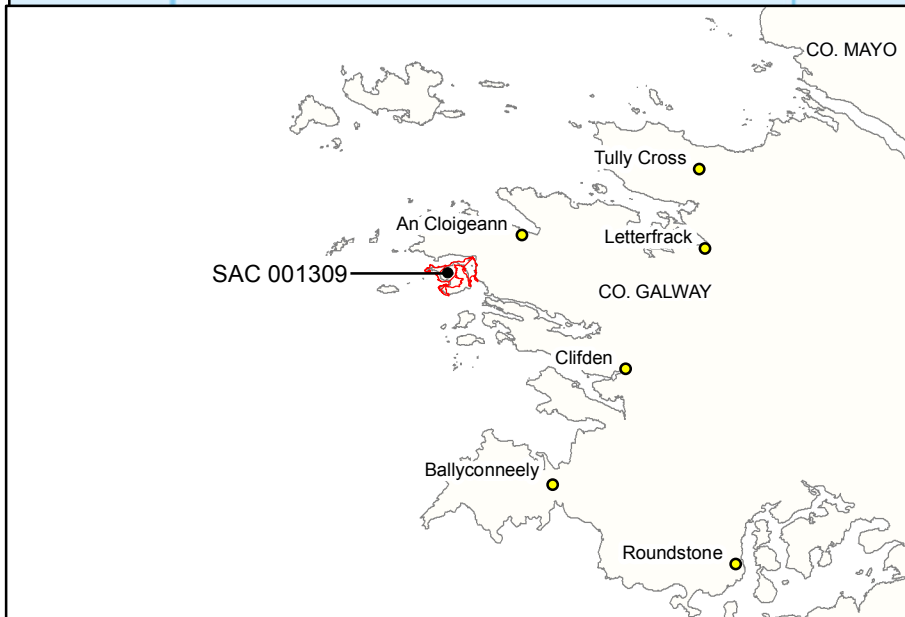 CO. MAYO
Tully Cross
An Cloigeann
Letterfrack
SAC 001309
CO. GALWAY
Clifden
Ballyconneely
Roundstone